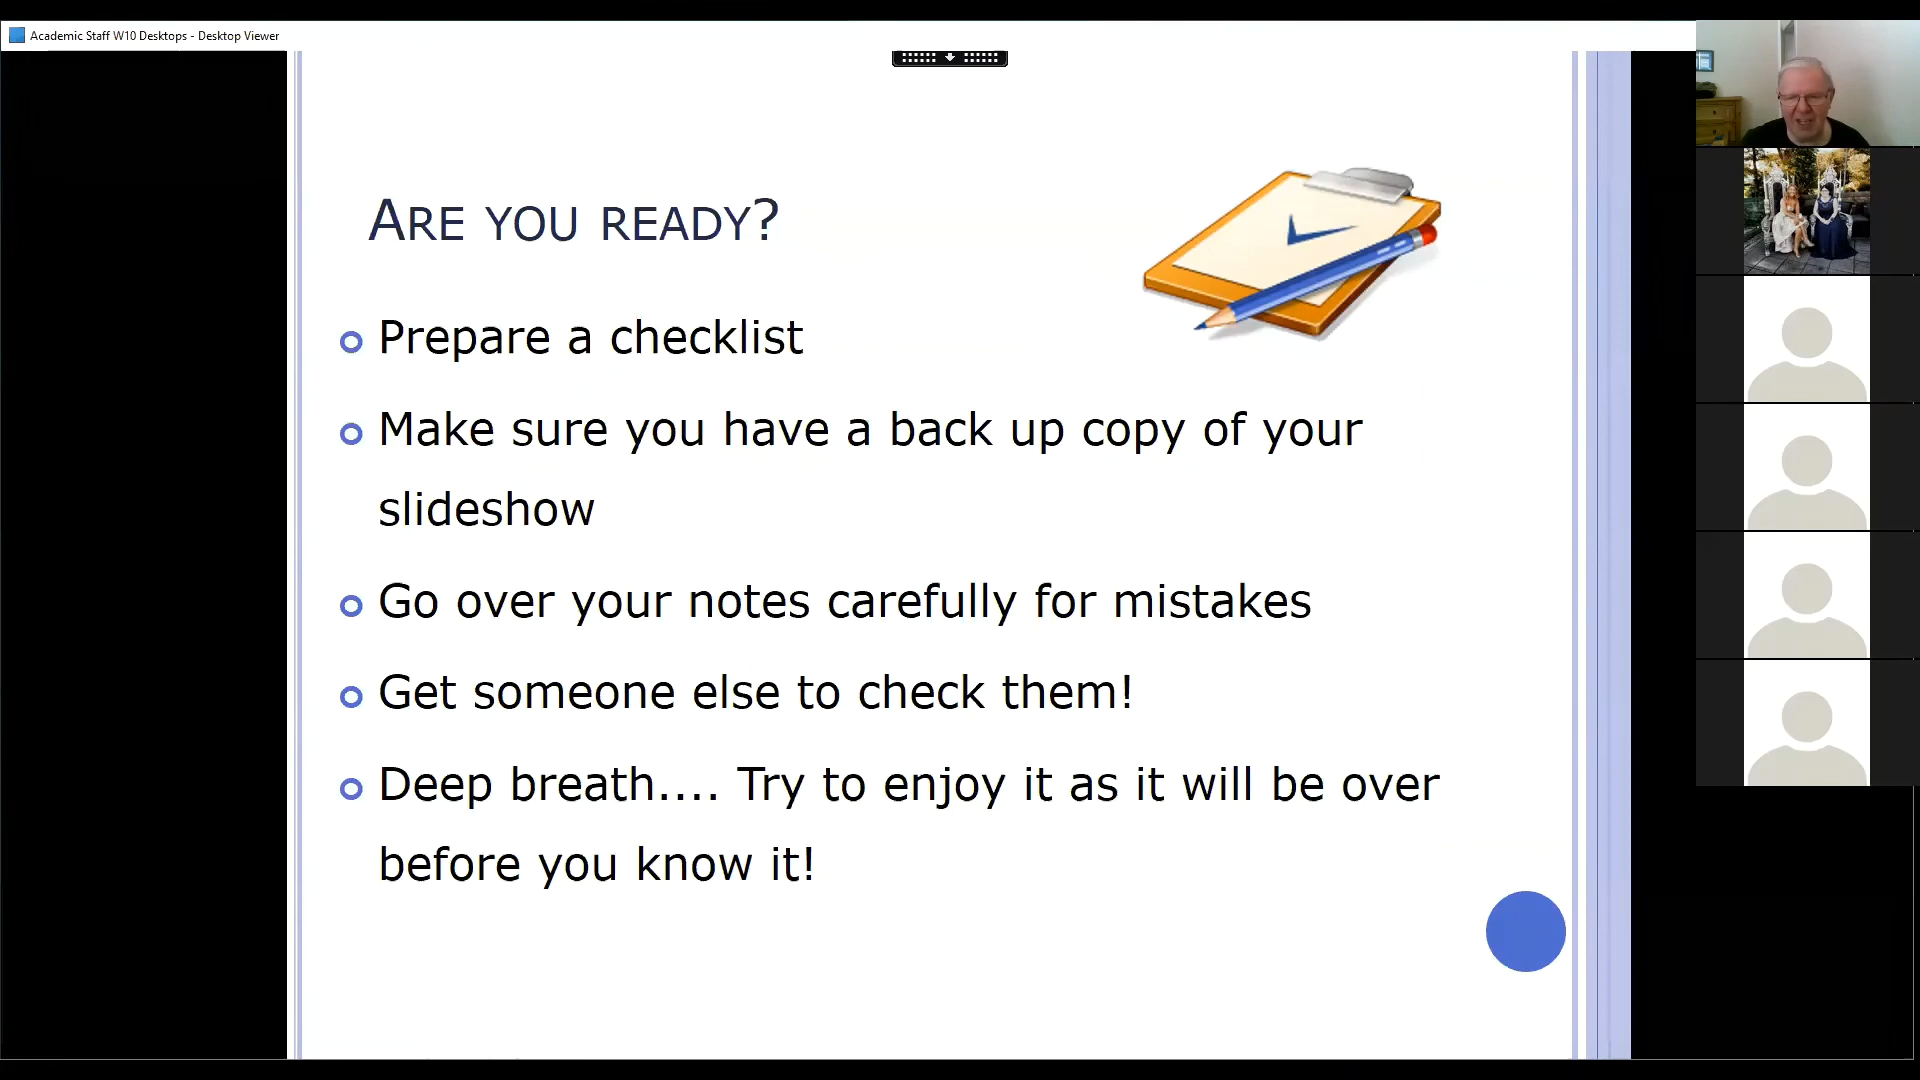 Academic Staff W10 Desktops - Desktop Viewer
ARE YOU READY?
Prepare a checklist
Make sure you have a back up copy of your
slideshow
Go over your notes carefully for mistakes
Get someone else to check them!
Deep breath.... Try to enjoy it as it will be over
before you know it!